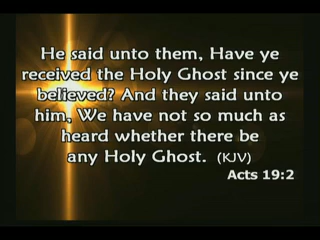 He said unto them, Have ye
received the Holy Ghost since ye
believed? And they said unto
him, We have not so much as
heard whether there be
any Holy Ghost. (KJV)
Acts 19:2